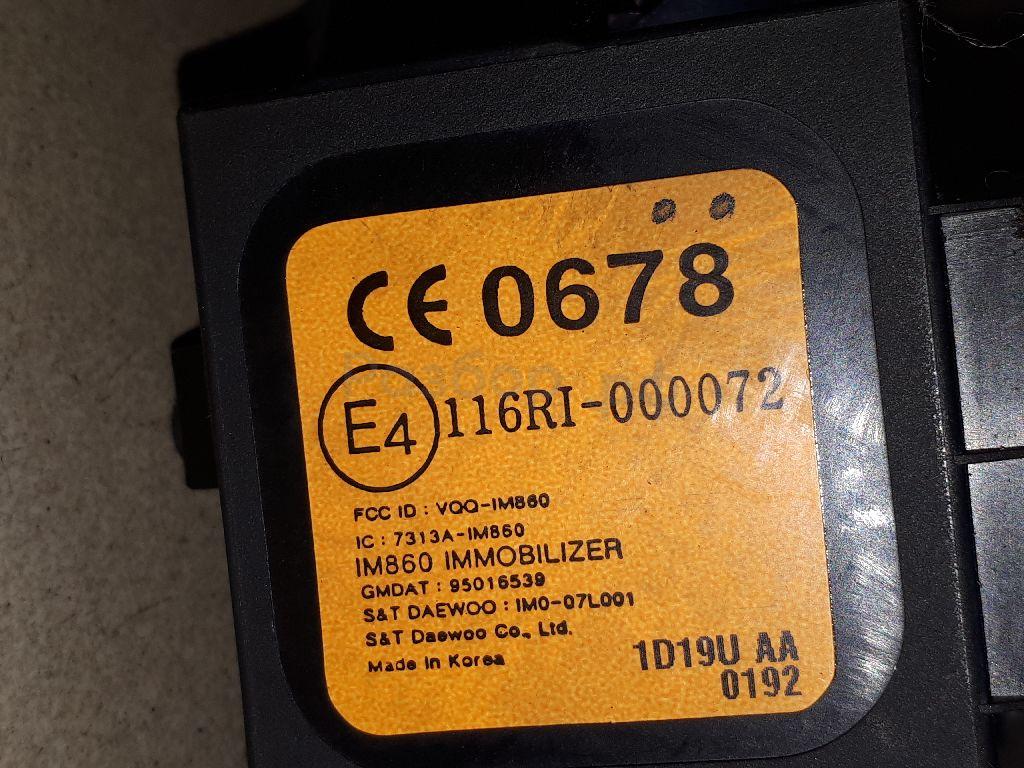 CE 0678
E4 116RI-000072
FCC ID : VQQ-IM860
IC : 7313A-IM860
IM860 IMMOBILIZER
GMDAT : 95016539
S&T DAEWOO : IM0-07L001
S&T Daewoo Co., Ltd.
Made in Korea
1D19U AA
0192